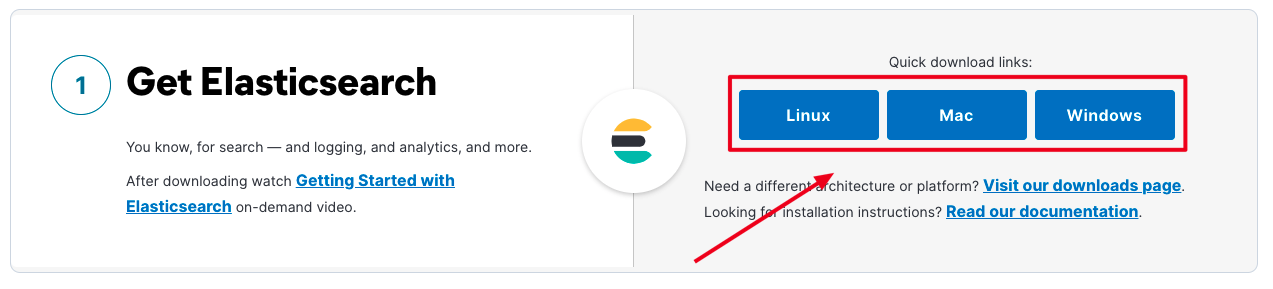 1
Get Elasticsearch
You know, for search — and logging, and analytics, and more.
After downloading watch Getting Started with
Elasticsearch on-demand video.
Quick download links:
Linux
Mac
Windows
Need a different architecture or platform? Visit our downloads page.
Looking for installation instructions? Read our documentation.